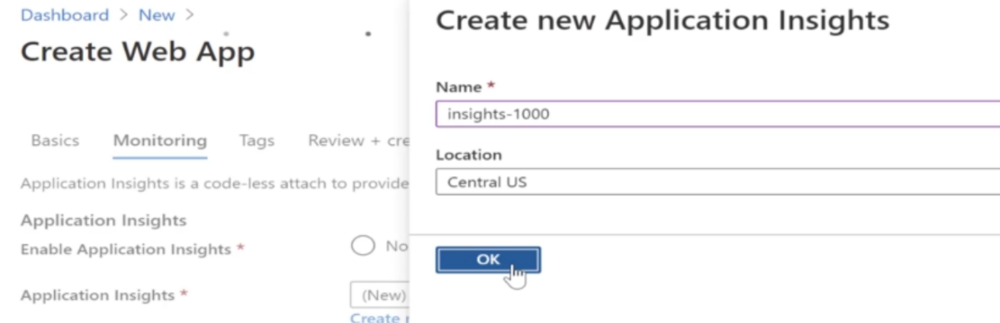 Dashboard > New >
Create Web App
Basics Monitoring Tags Review + cre
Application Insights is a code-less attach to provide
Application Insights
Enable Application Insights *
No
Application Insights *
(New)
Create
Create new Application Insights
Name *
insights-1000
Location
Central US
OK